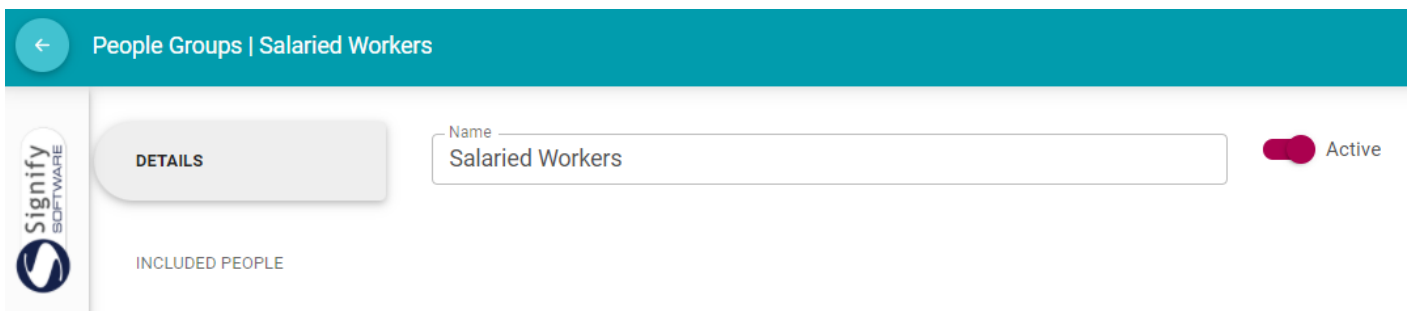 People Groups | Salaried Workers
Signify
SOFTWARE
DETAILS
INCLUDED PEOPLE
Name
Salaried Workers
Active